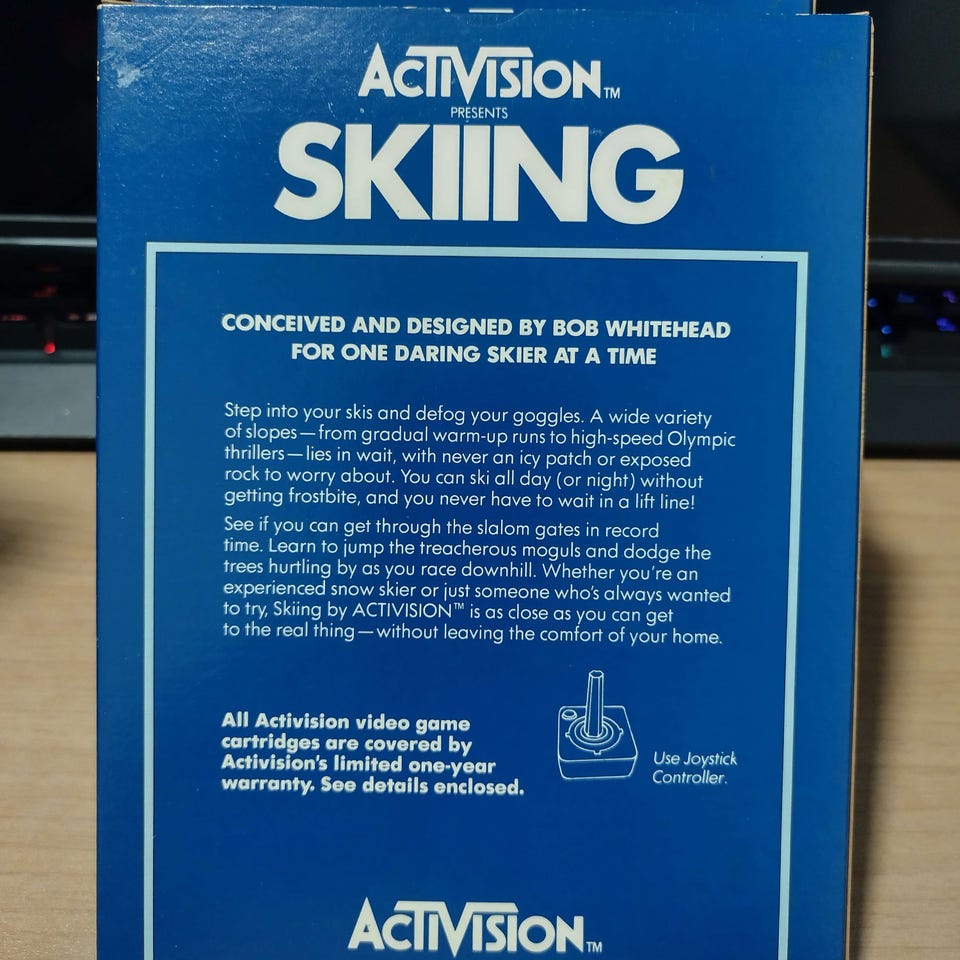 ACTIVISION™
PRESENTS
SKIING
CONCEIVED AND DESIGNED BY BOB WHITEHEAD
FOR ONE DARING SKIER AT A TIME
Step into your skis and defog your goggles. A wide variety
of slopes—from gradual warm-up runs to high-speed Olympic
thrillers—lies in wait, with never an icy patch or exposed
rock to worry about. You can ski all day (or night) without
getting frostbite, and you never have to wait in a lift line!
See if you can get through the slalom gates in record
time. Learn to jump the treacherous moguls and dodge the
trees hurtling by as you race downhill. Whether you're an
experienced snow skier or just someone who's always wanted
to try, Skiing by ACTIVISION™ is as close as you can get
to the real thing—without leaving the comfort of your home.
All Activision video game
cartridges are covered by
Activision's limited one-year
warranty. See details enclosed.
Use Joystick
Controller.
ACTIVISION™